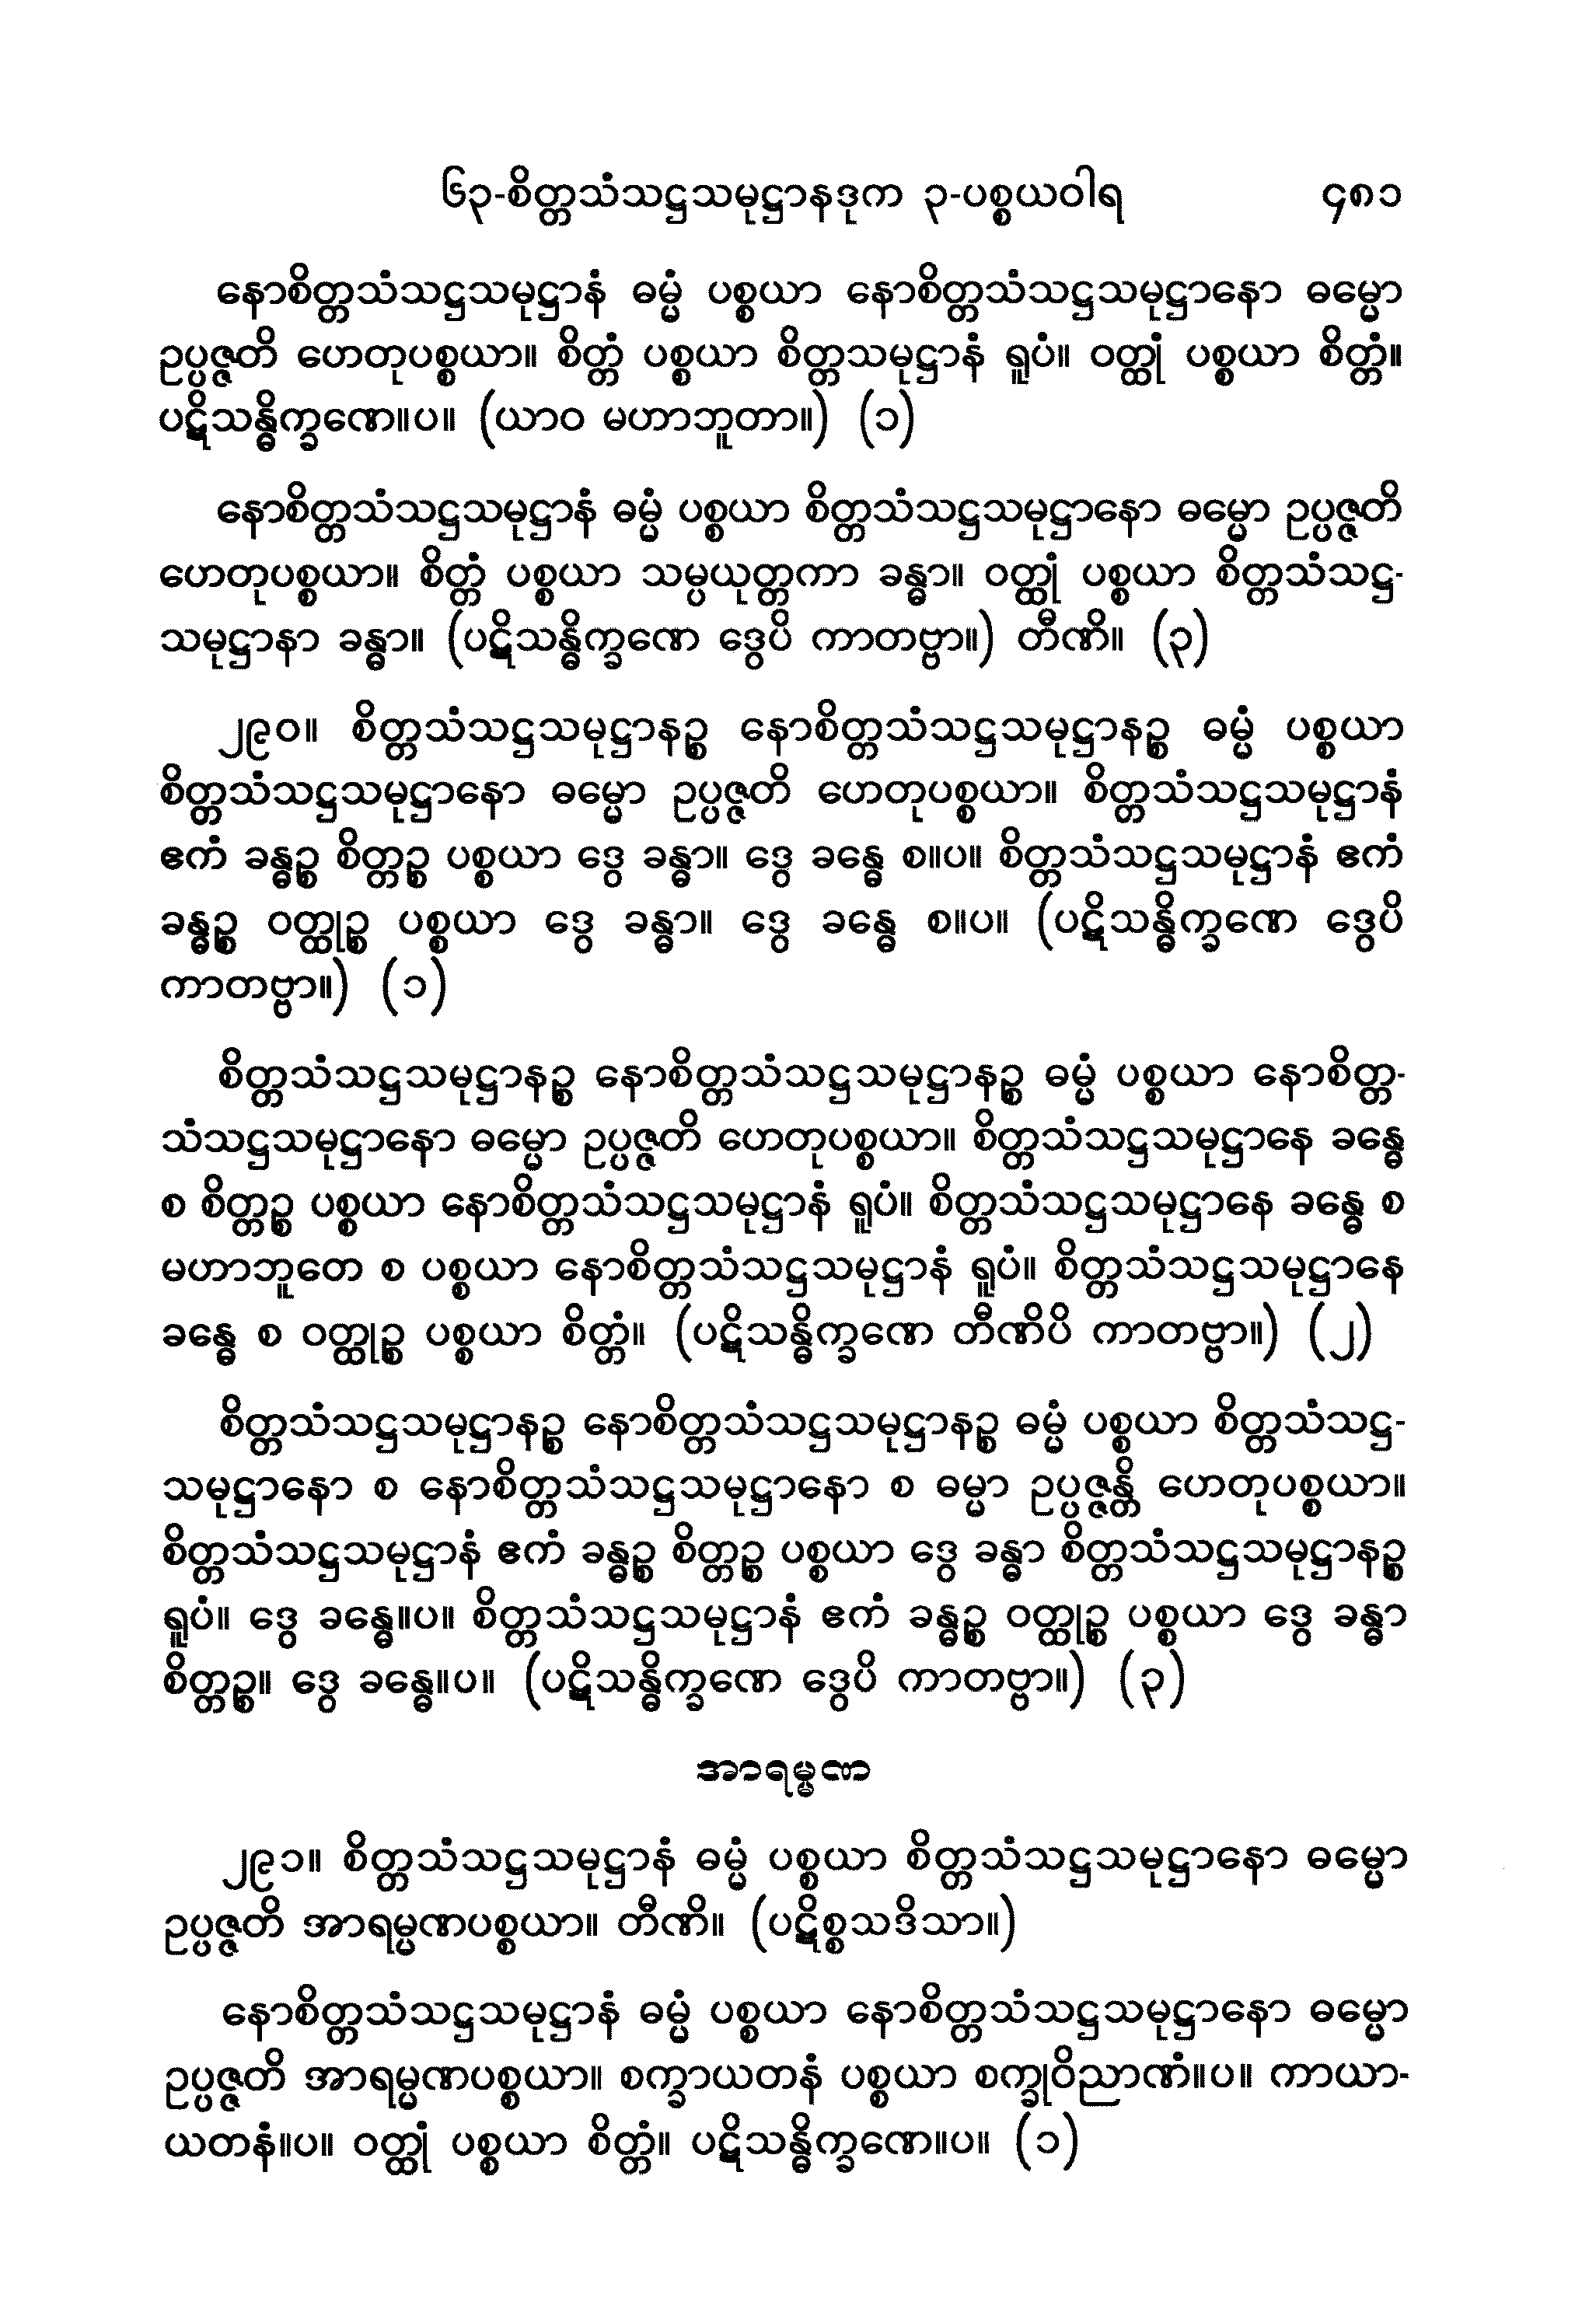 ၆၃-စိတ္တသံသဋ္ဌသမုဋ္ဌာနဒုက ၃-ပစ္စယဝါရ ၄၈၁
နောစိတ္တသံသဋ္ဌသမုဋ္ဌာနံ ဓမ္မံ ပစ္စယာ နောစိတ္တသံသဋ္ဌသမုဋ္ဌာနော ဓမ္မော
ဥပ္ပဇ္ဇတိ ဟေတုပစ္စယာ။ စိတ္တံ ပစ္စယာ စိတ္တသမုဋ္ဌာနံ ရူပံ။ ဝတ္ထုံ ပစ္စယာ စိတ္တံ။
ပဋိသန္ဓိက္ခဏေ။ပ။ (ယာဝ မဟာဘူတာ။) (၁)
နောစိတ္တသံသဋ္ဌသမုဋ္ဌာနံ ဓမ္မံ ပစ္စယာ စိတ္တသံသဋ္ဌသမုဋ္ဌာနော ဓမ္မော ဥပ္ပဇ္ဇတိ
ဟေတုပစ္စယာ။ စိတ္တံ ပစ္စယာ သမ္ပယုတ္တကာ ခန္ဓာ။ ဝတ္ထုံ ပစ္စယာ စိတ္တသံသဋ္ဌ-
သမုဋ္ဌာနာ ခန္ဓာ။ (ပဋိသန္ဓိက္ခဏေ ဒွေပိ ကာတဗ္ဗာ။) တီဏိ။ (၃)
၂၉၀။ စိတ္တသံသဋ္ဌသမုဋ္ဌာနဉ္စ နောစိတ္တသံသဋ္ဌသမုဋ္ဌာနဉ္စ ဓမ္မံ ပစ္စယာ
စိတ္တသံသဋ္ဌသမုဋ္ဌာနော ဓမ္မော ဥပ္ပဇ္ဇတိ ဟေတုပစ္စယာ။ စိတ္တသံသဋ္ဌသမုဋ္ဌာနံ
ဧကံ ခန္ဓဉ္စ စိတ္တဉ္စ ပစ္စယာ ဒွေ ခန္ဓာ။ ဒွေ ခန္ဓေ စ။ပ။ စိတ္တသံသဋ္ဌသမုဋ္ဌာနံ ဧကံ
ခန္ဓဉ္စ ဝတ္ထုဉ္စ ပစ္စယာ ဒွေ ခန္ဓာ။ ဒွေ ခန္ဓေ စ။ပ။ (ပဋိသန္ဓိက္ခဏေ ဒွေပိ
ကာတဗ္ဗာ။) (၁)
စိတ္တသံသဋ္ဌသမုဋ္ဌာနဉ္စ နောစိတ္တသံသဋ္ဌသမုဋ္ဌာနဉ္စ ဓမ္မံ ပစ္စယာ နောစိတ္တ-
သံသဋ္ဌသမုဋ္ဌာနော ဓမ္မော ဥပ္ပဇ္ဇတိ ဟေတုပစ္စယာ။ စိတ္တသံသဋ္ဌသမုဋ္ဌာနေ ခန္ဓေ
စ စိတ္တဉ္စ ပစ္စယာ နောစိတ္တသံသဋ္ဌသမုဋ္ဌာနံ ရူပံ။ စိတ္တသံသဋ္ဌသမုဋ္ဌာနေ ခန္ဓေ စ
မဟာဘူတေ စ ပစ္စယာ နောစိတ္တသံသဋ္ဌသမုဋ္ဌာနံ ရူပံ။ စိတ္တသံသဋ္ဌသမုဋ္ဌာနေ
ခန္ဓေ စ ဝတ္ထုဉ္စ ပစ္စယာ စိတ္တံ။ (ပဋိသန္ဓိက္ခဏေ တီဏိပိ ကာတဗ္ဗာ။) (၂)
စိတ္တသံသဋ္ဌသမုဋ္ဌာနဉ္စ နောစိတ္တသံသဋ္ဌသမုဋ္ဌာနဉ္စ ဓမ္မံ ပစ္စယာ စိတ္တသံသဋ္ဌ-
သမုဋ္ဌာနော စ နောစိတ္တသံသဋ္ဌသမုဋ္ဌာနော စ ဓမ္မာ ဥပ္ပဇ္ဇန္တိ ဟေတုပစ္စယာ။
စိတ္တသံသဋ္ဌသမုဋ္ဌာနံ ဧကံ ခန္ဓဉ္စ စိတ္တဉ္စ ပစ္စယာ ဒွေ ခန္ဓာ စိတ္တသံသဋ္ဌသမုဋ္ဌာနဉ္စ
ရူပံ။ ဒွေ ခန္ဓေ။ပ။ စိတ္တသံသဋ္ဌသမုဋ္ဌာနံ ဧကံ ခန္ဓဉ္စ ဝတ္ထုဉ္စ ပစ္စယာ ဒွေ ခန္ဓာ
စိတ္တဉ္စ။ ဒွေ ခန္ဓေ။ပ။ (ပဋိသန္ဓိက္ခဏေ ဒွေပိ ကာတဗ္ဗာ။) (၃)
အာရမ္မဏ
၂၉၁။ စိတ္တသံသဋ္ဌသမုဋ္ဌာနံ ဓမ္မံ ပစ္စယာ စိတ္တသံသဋ္ဌသမုဋ္ဌာနော ဓမ္မော
ဥပ္ပဇ္ဇတိ အာရမ္မဏပစ္စယာ။ တီဏိ။ (ပဋိစ္စသဒိသာ။)
နောစိတ္တသံသဋ္ဌသမုဋ္ဌာနံ ဓမ္မံ ပစ္စယာ နောစိတ္တသံသဋ္ဌသမုဋ္ဌာနော ဓမ္မော
ဥပ္ပဇ္ဇတိ အာရမ္မဏပစ္စယာ။ စက္ခာယတနံ ပစ္စယာ စက္ခုဝိညာဏံ။ပ။ ကာယာ-
ယတနံ။ပ။ ဝတ္ထုံ ပစ္စယာ စိတ္တံ။ ပဋိသန္ဓိက္ခဏေ။ပ။ (၁)